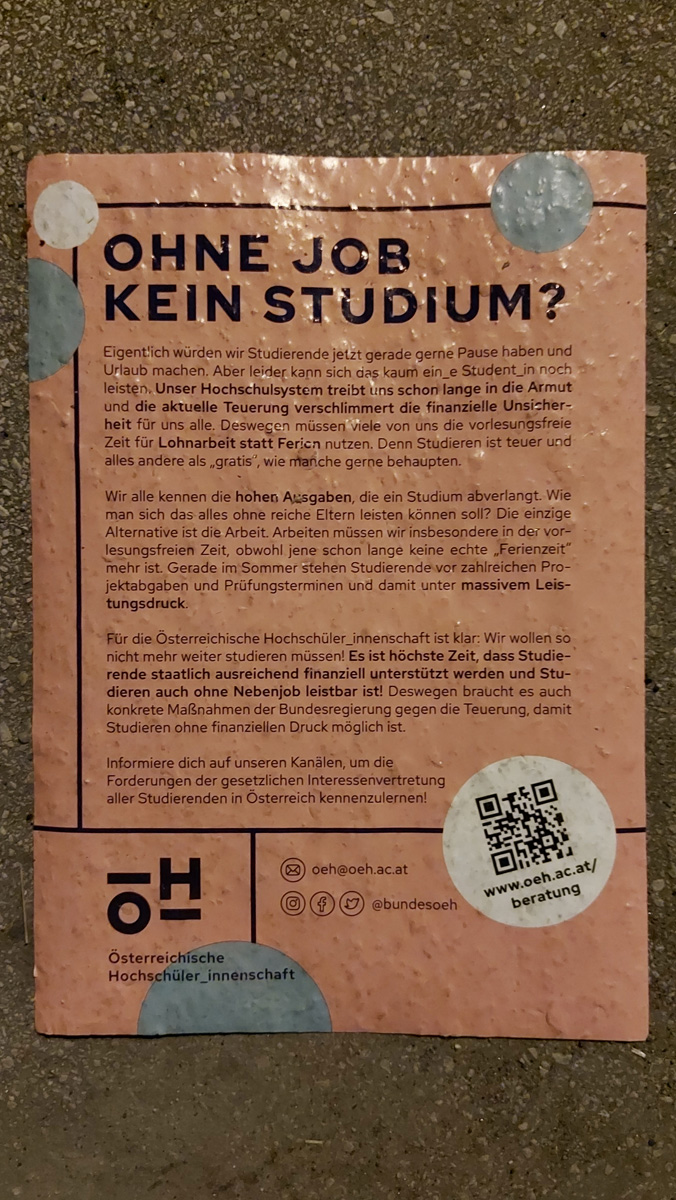 OHNE JOB
KEIN STUDIUM?
Eigentlich würden wir Studierende jetzt gerade gerne Pause haben und
Urlaub machen. Aber leider kann sich das kaum ein_e Student_in noch
leisten. Unser Hochschulsystem treibt uns schon lange in die Armut
und die aktuelle Teuerung verschlimmert die finanzielle Unsicher-
heit für uns alle. Deswegen müssen viele von uns die vorlesungsfreie
Zeit für Lohnarbeit statt Ferien nutzen. Denn Studieren ist teuer und
alles andere als „gratis“, wie manche gerne behaupten.
Wir alle kennen die hohen Ausgaben, die ein Studium abverlangt. Wie
man sich das alles ohne reiche Eltern leisten können soll? Die einzige
Alternative ist die Arbeit. Arbeiten müssen wir insbesondere in der vor-
lesungsfreien Zeit, obwohl jene schon lange keine echte „Ferienzeit“
mehr ist. Gerade im Sommer stehen Studierende vor zahlreichen Pro-
jektabgaben und Prüfungsterminen und damit unter massivem Leis-
tungsdruck.
Für die Österreichische Hochschüler_innenschaft ist klar: Wir wollen so
nicht mehr weiter studieren müssen! Es ist höchste Zeit, dass Studie-
rende staatlich ausreichend finanziell unterstützt werden und Stu-
dieren auch ohne Nebenjob leistbar ist! Deswegen braucht es auch
konkrete Maßnahmen der Bundesregierung gegen die Teuerung, damit
Studieren ohne finanziellen Druck möglich ist.
Informiere dich auf unseren Kanälen, um die
Forderungen der gesetzlichen Interessenvertretung
aller Studierenden in Österreich kennenzulernen!
www.oeh.ac.at/
beratung
oeh@oeh.ac.at
@bundesoeh
ÖH
Österreichische
Hochschüler_innenschaft